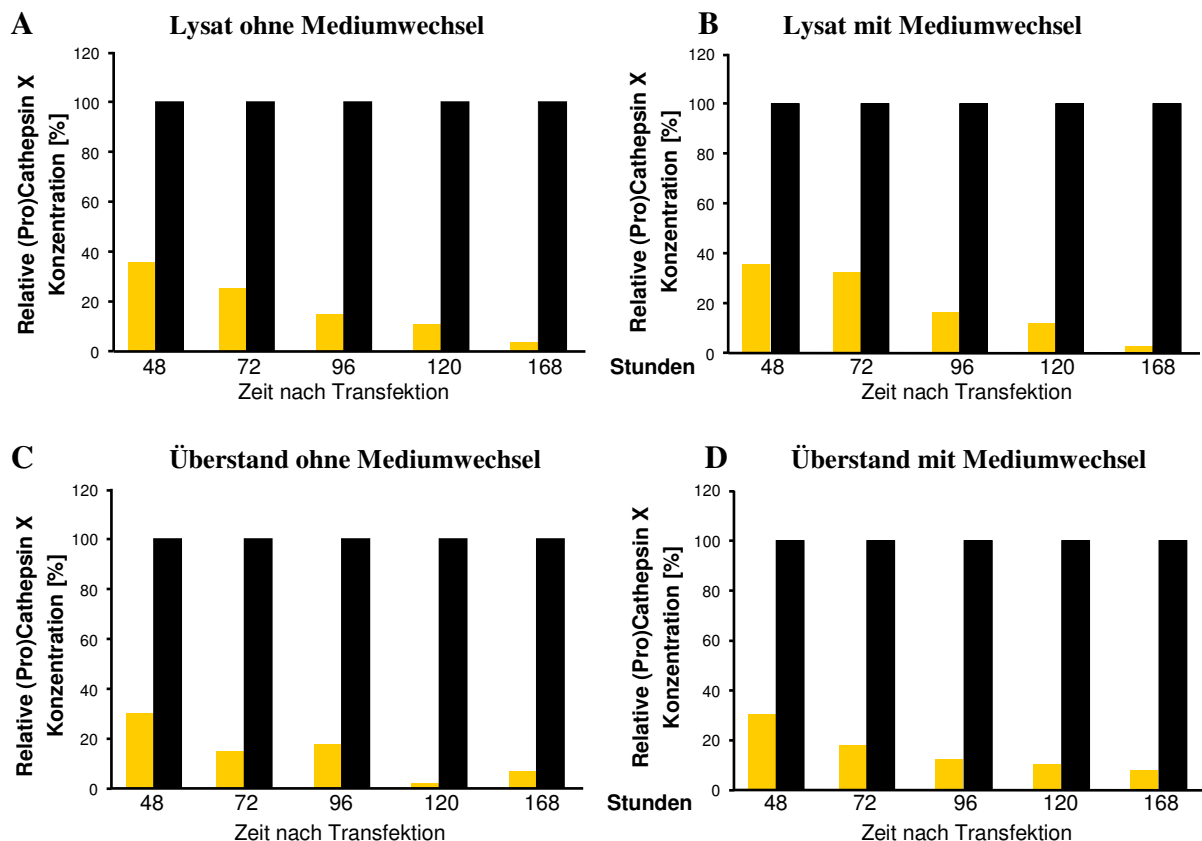 A
Lysat ohne Mediumwechsel
Relative (Pro)Cathepsin X
Konzentration [%]
120
100
80
60
40
20
0
48 72 96 120 168
Zeit nach Transfektion
B
Lysat mit Mediumwechsel
Relative (Pro)Cathepsin X
Konzentration [%]
120
100
80
60
40
20
0
Stunden 48 72 96 120 168
Zeit nach Transfektion
C
Überstand ohne Mediumwechsel
Relative (Pro)Cathepsin X
Konzentration [%]
120
100
80
60
40
20
0
48 72 96 120 168
Zeit nach Transfektion
D
Überstand mit Mediumwechsel
Relative (Pro)Cathepsin X
Konzentration [%]
120
100
80
60
40
20
0
Stunden 48 72 96 120 168
Zeit nach Transfektion